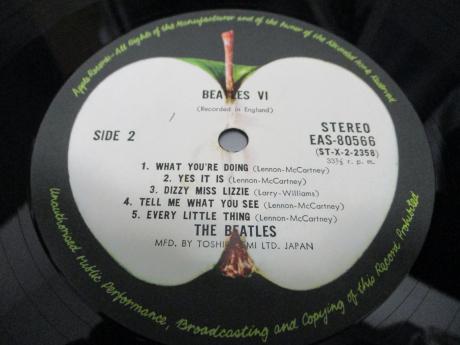 Apple Records-All Rights of the Manufacturer and of the Owner of the Recorded Work Reserved
BEATLES VI
(Recorded in England)
SIDE 2
STEREO
EAS-80566
(ST-X-2-2358)
33⅓ r. p. m.
1. WHAT YOU'RE DOING (Lennon-McCartney)
2. YES IT IS (Lennon-McCartney)
3. DIZZY MISS LIZZIE (Larry-Williams)
4. TELL ME WHAT YOU SEE (Lennon-McCartney)
5. EVERY LITTLE THING (Lennon-McCartney)
THE BEATLES
MFD. BY TOSHIBA EMI LTD. JAPAN
Unauthorised Public Performance, Broadcasting and Copying of this Record Prohibited